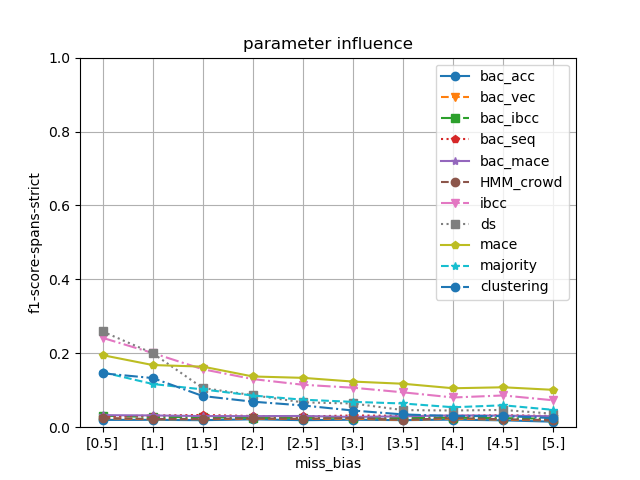 parameter influence
f1-score-spans-strict
1.0
0.8
0.6
0.4
0.2
0.0
bac_acc
bac_vec
bac_ibcc
bac_seq
bac_mace
HMM_crowd
ibcc
ds
mace
majority
clustering
[0.5] [1.] [1.5] [2.] [2.5] [3.] [3.5] [4.] [4.5] [5.]
miss_bias